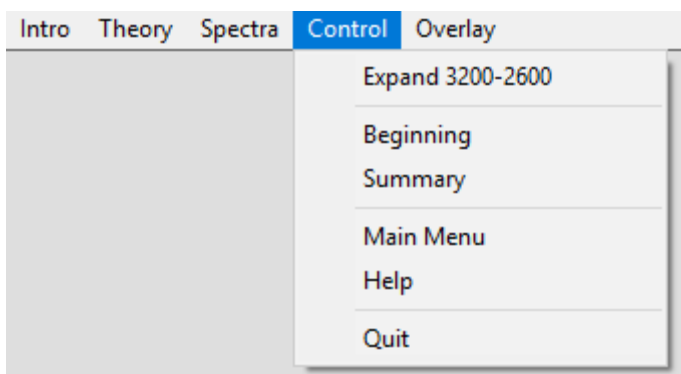 Intro Theory Spectra Control Overlay
Expand 3200-2600
Beginning
Summary
Main Menu
Help
Quit